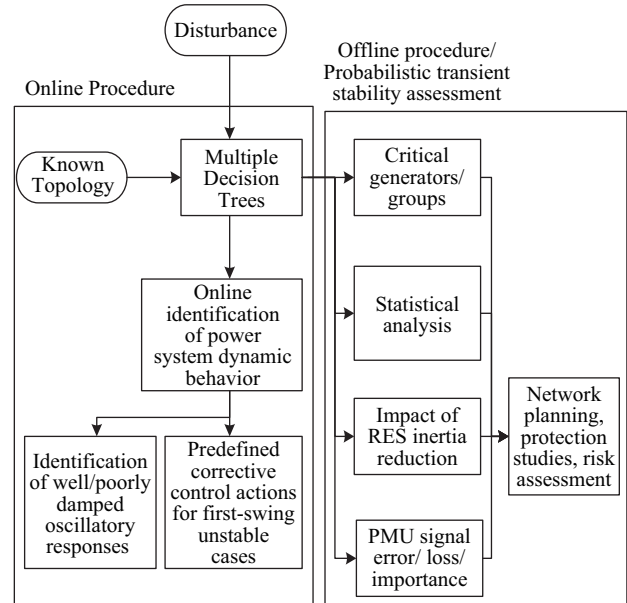 Disturbance
Offline procedure/
Probabilistic transient
stability assessment
Online Procedure
Known
Topology
Multiple
Decision
Trees
Critical
generators/
groups
Online
identification
of power
system dynamic
behavior
Statistical
analysis
Identification
of well/poorly
damped
oscillatory
responses
Predefined
corrective
control actions
for first-swing
unstable
cases
Impact of
RES inertia
reduction
Network
planning,
protection
studies, risk
assessment
PMU signal
error/ loss/
importance